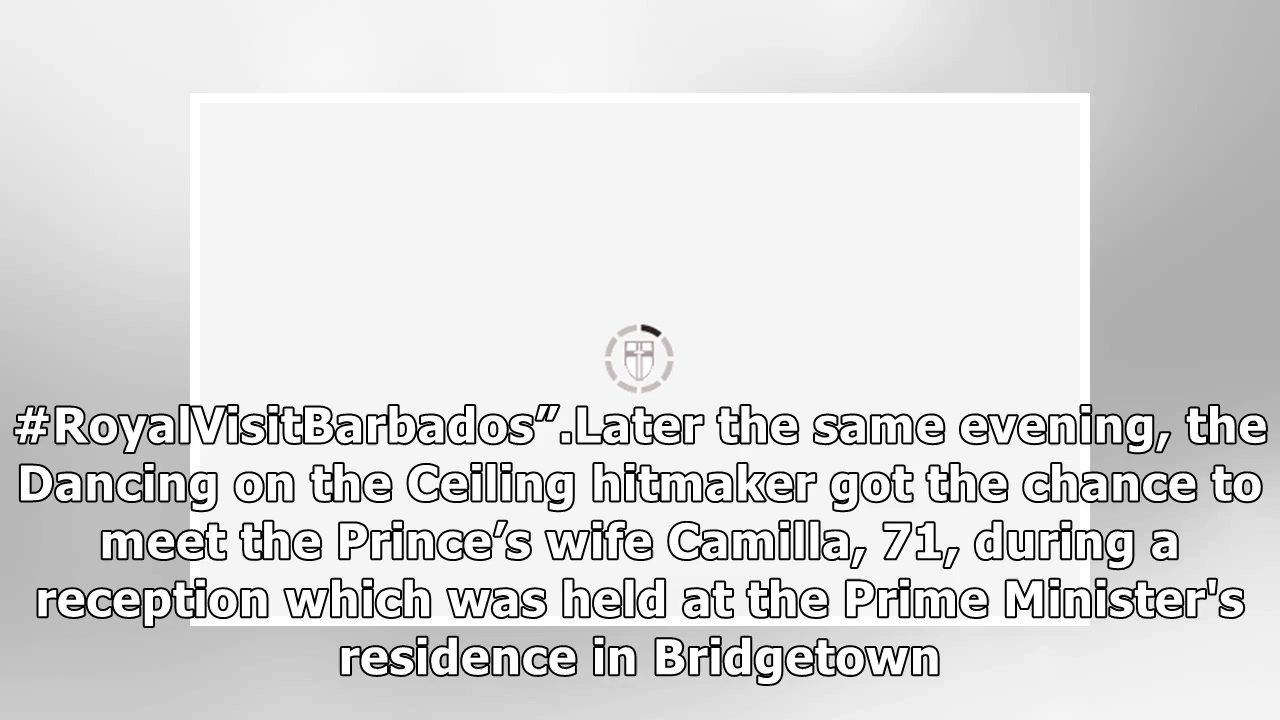 #RoyalVisitBarbados”.Later the same evening, the
Dancing on the Ceiling hitmaker got the chance to
meet the Prince’s wife Camilla, 71, during a
reception which was held at the Prime Minister's
residence in Bridgetown